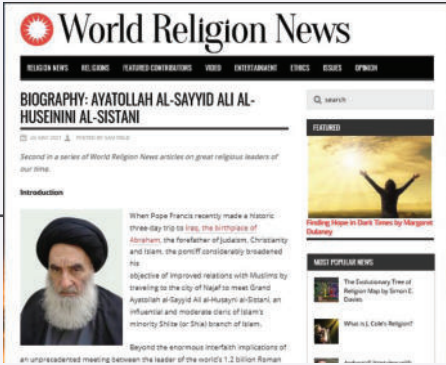 World Religion News
RELIGION NEWS RELIGIONS FEATURED CONTRIBUTORS VIDEO ENTERTAINMENT ETHICS ISSUES OPINION
BIOGRAPHY: AYATOLLAH AL-SAYYID ALI AL-
HUSEININI AL-SISTANI
POSTED BY
Second in a series of World Religion News articles on great religious leaders of
our time.
Introduction
When Pope Francis recently made a historic
three-day trip to Iraq, the birthplace of
Abraham, the forefather of Judaism, Christianity
and Islam, the pontiff considerably broadened
his
objective of improved relations with Muslims by
traveling to the city of Najaf to meet Grand
Ayatollah al-Sayyid Ali al-Husayni al-Sistani, an
influential and moderate cleric of Islam's
minority Shiite (or Shia) branch of Islam.
Beyond the enormous interfaith implications of
an unprecedented meeting between the leader of the world's 1.2 billion Roman
search
FEATURED
Finding Hope in Dark Times by Margaret
Dulaney
MOST POPULAR NEWS
The Evolutionary Tree of
Religion Map by Simon E.
Davies
What is J. Cole's Religion?